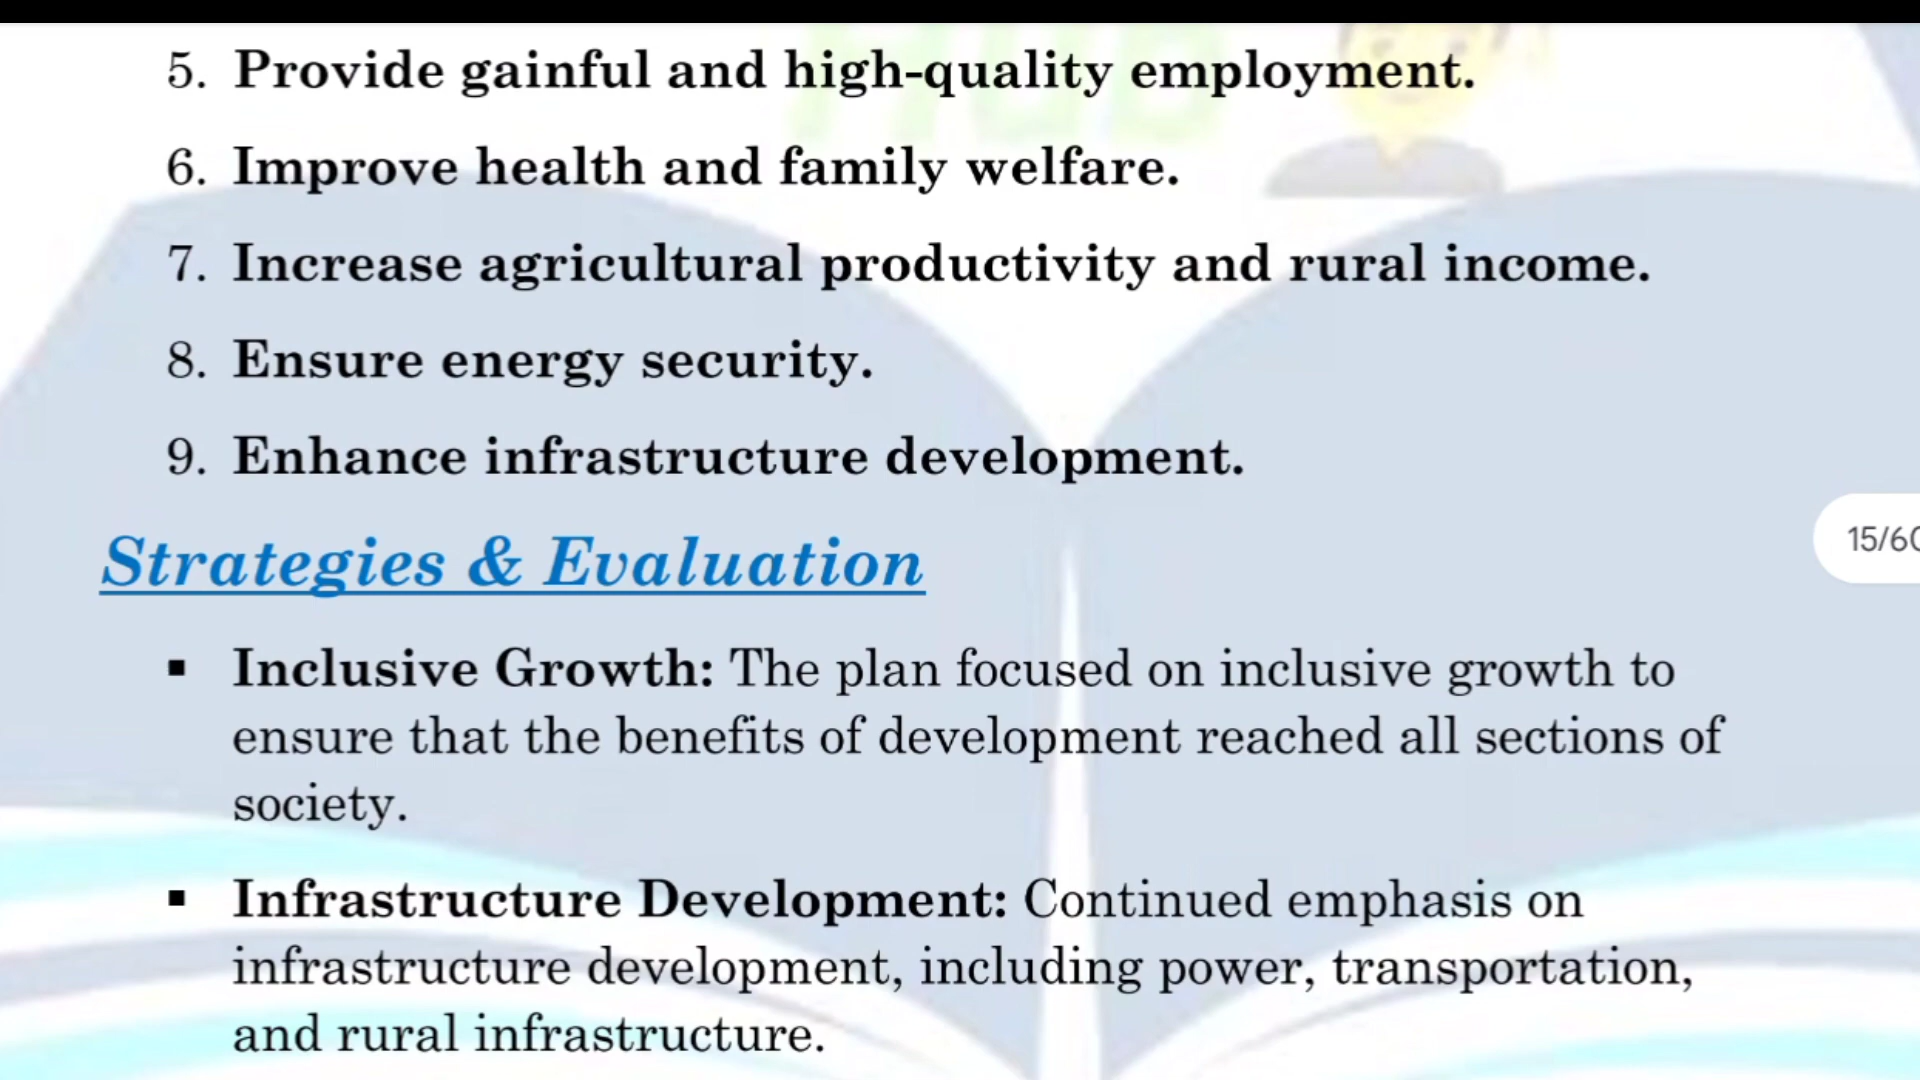 Hub
5. Provide gainful and high-quality employment.
6. Improve health and family welfare.
7. Increase agricultural productivity and rural income.
8. Ensure energy security.
9. Enhance infrastructure development.
Strategies & Evaluation
▪ Inclusive Growth: The plan focused on inclusive growth to
ensure that the benefits of development reached all sections of
society.
15/60
▪ Infrastructure Development: Continued emphasis on
infrastructure development, including power, transportation,
and rural infrastructure.